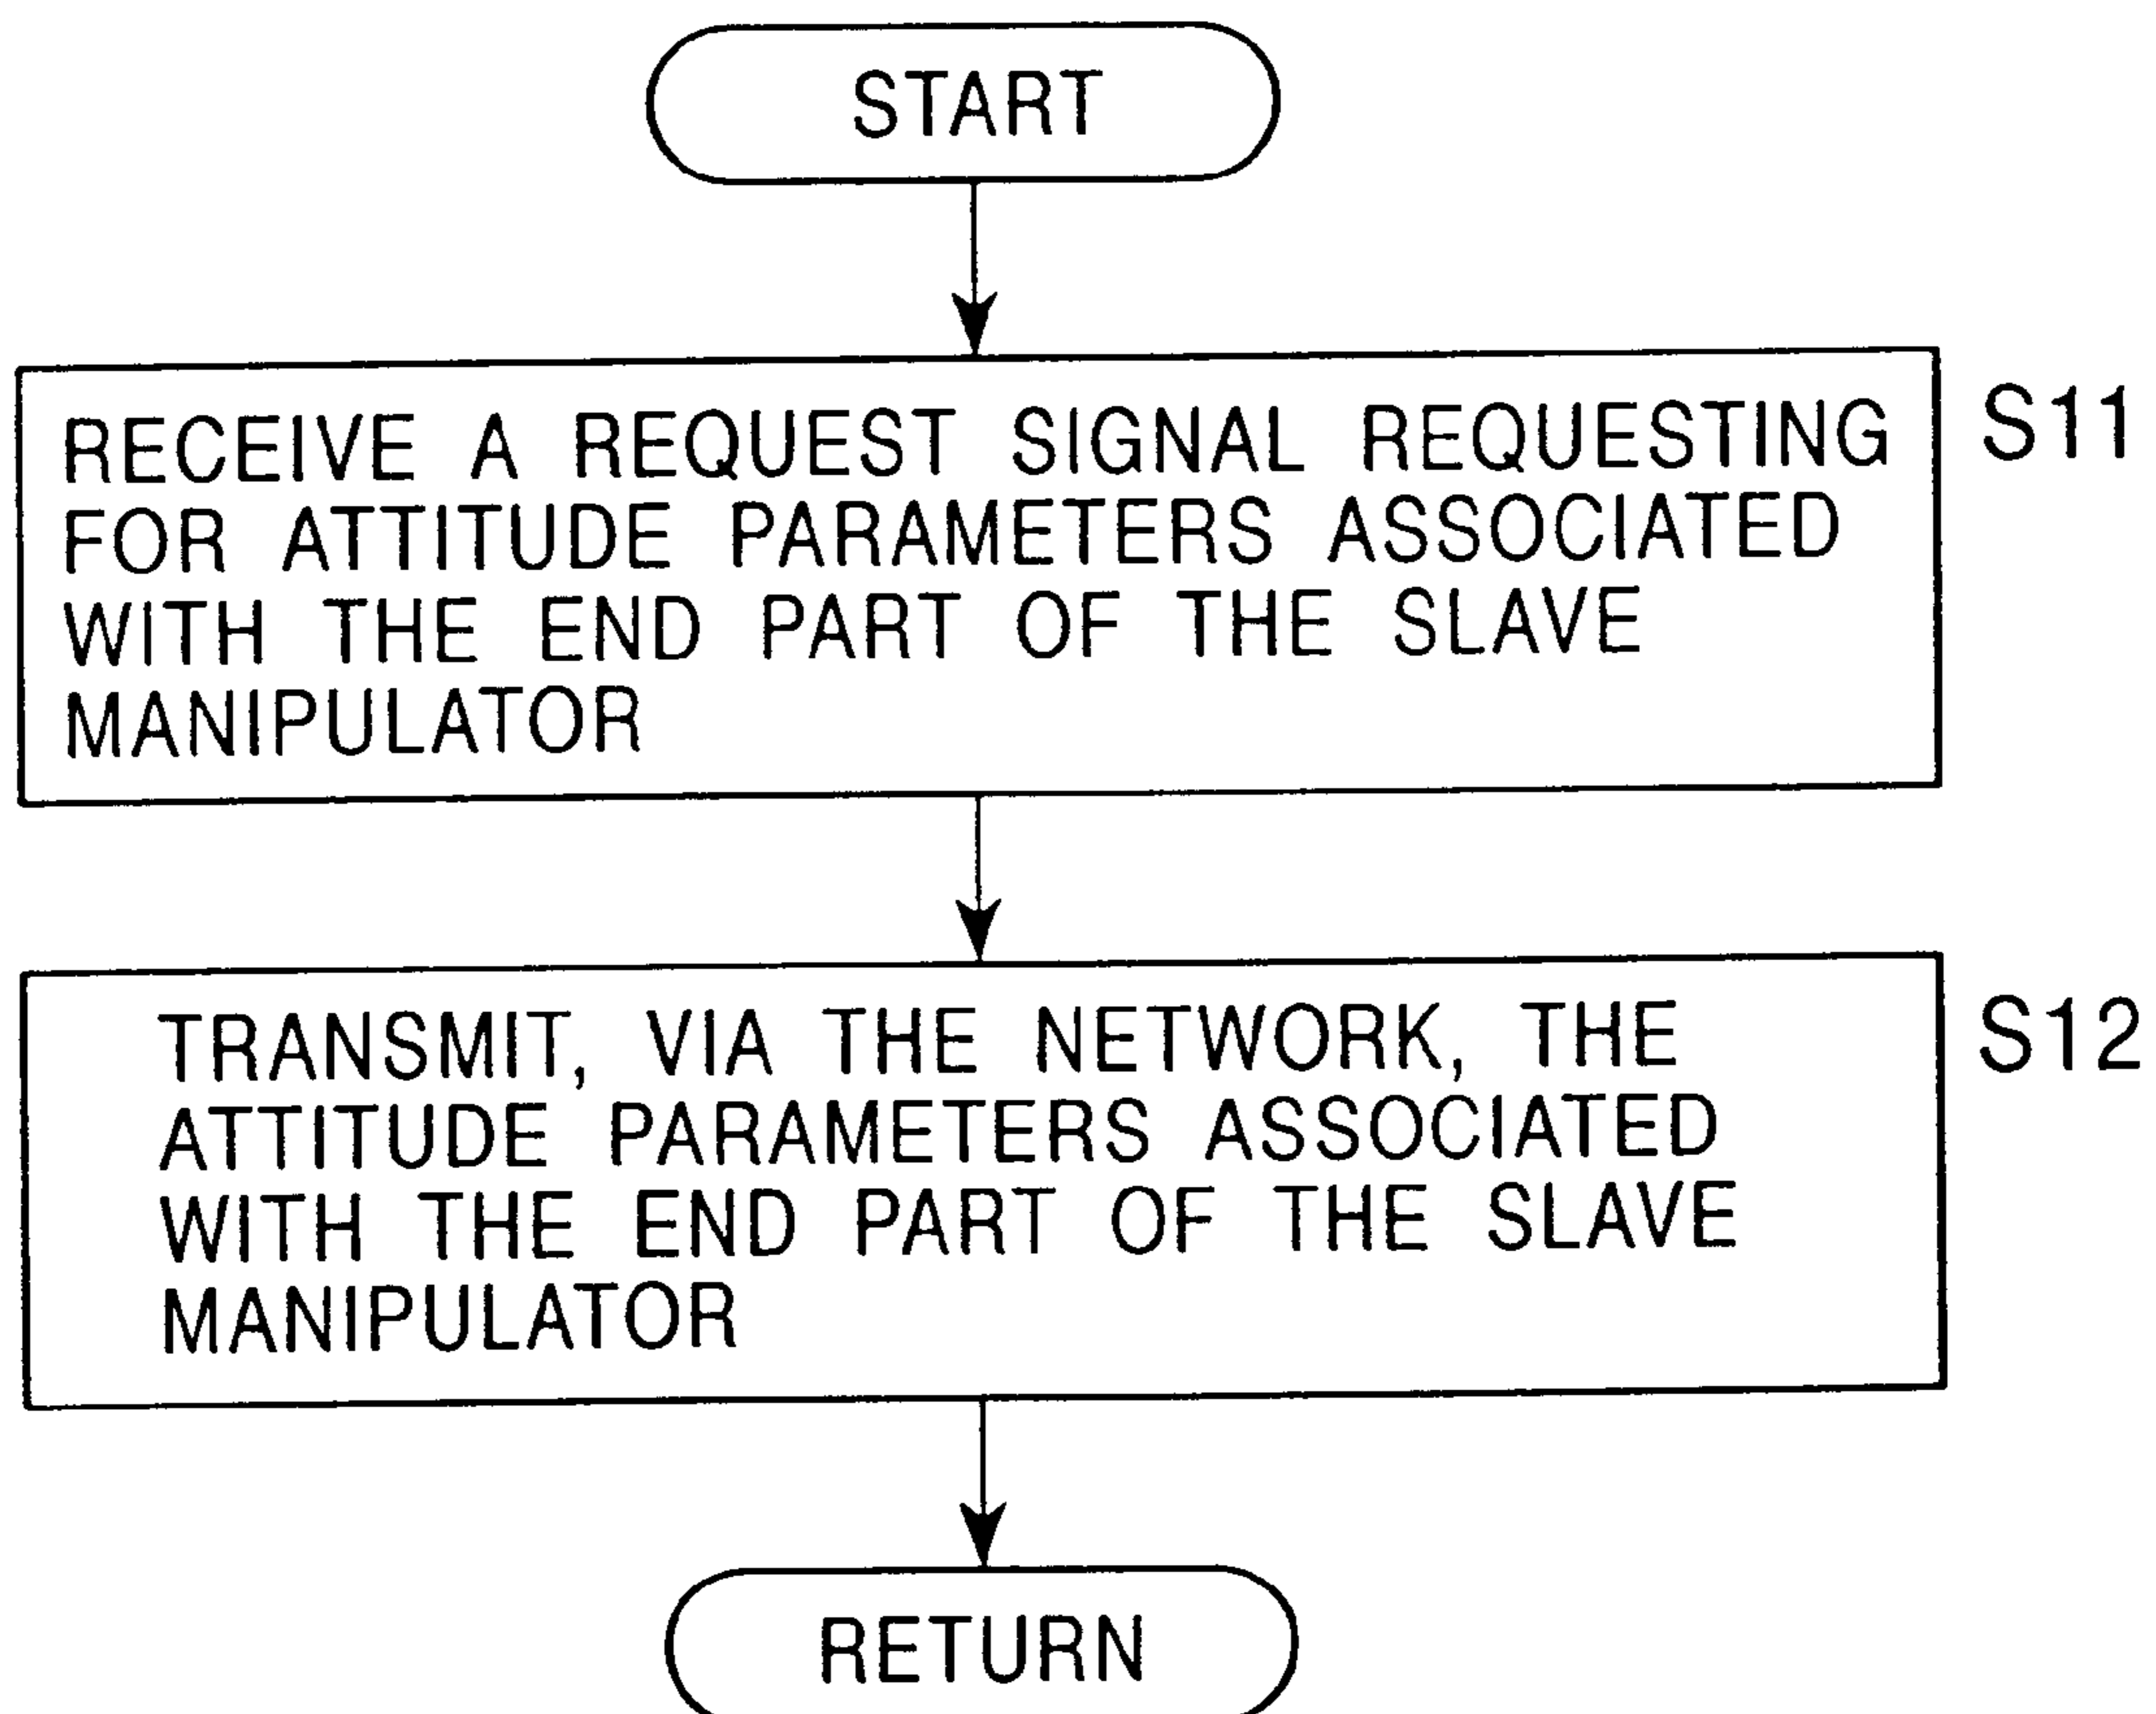 START
RECEIVE A REQUEST SIGNAL REQUESTING
FOR ATTITUDE PARAMETERS ASSOCIATED
WITH THE END PART OF THE SLAVE
MANIPULATOR
S11
TRANSMIT, VIA THE NETWORK, THE
ATTITUDE PARAMETERS ASSOCIATED
WITH THE END PART OF THE SLAVE
MANIPULATOR
S12
RETURN